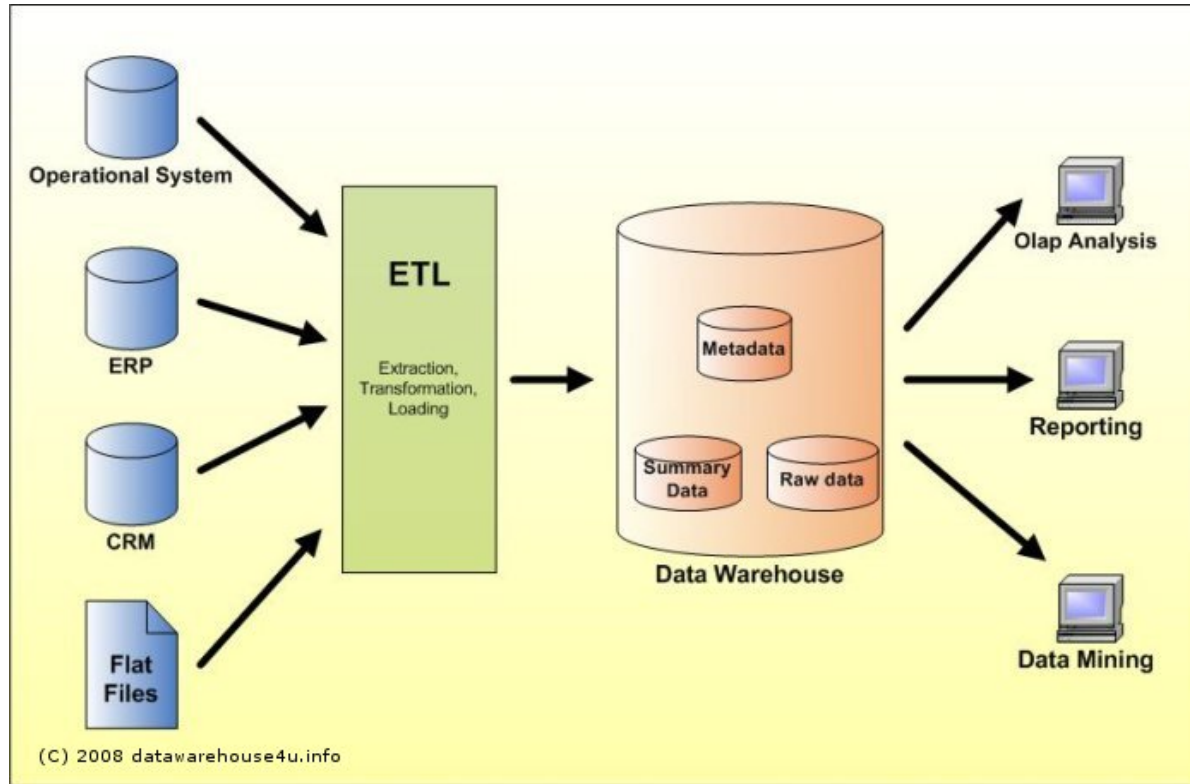 Operational System
ERP
CRM
Flat
Files
ETL
Extraction,
Transformation,
Loading
Metadata
Summary
Data
Raw data
Data Warehouse
Olap Analysis
Reporting
Data Mining
(C) 2008 datawarehouse4u.info